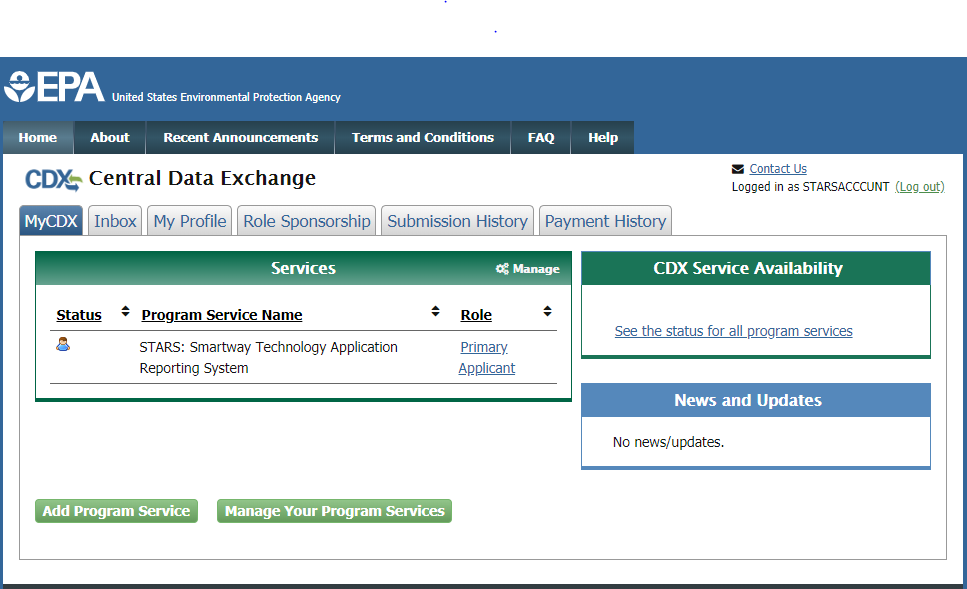 EPA United States Environmental Protection Agency
Home About Recent Announcements Terms and Conditions FAQ Help
CDX Central Data Exchange
Contact Us
Logged in as STARSACCCUNT (Log out)
MyCDX Inbox My Profile Role Sponsorship Submission History Payment History
Services Manage
Status Program Service Name Role
STARS: Smartway Technology Application Primary
Reporting System Applicant
CDX Service Availability
See the status for all program services
News and Updates
No news/updates.
Add Program Service Manage Your Program Services